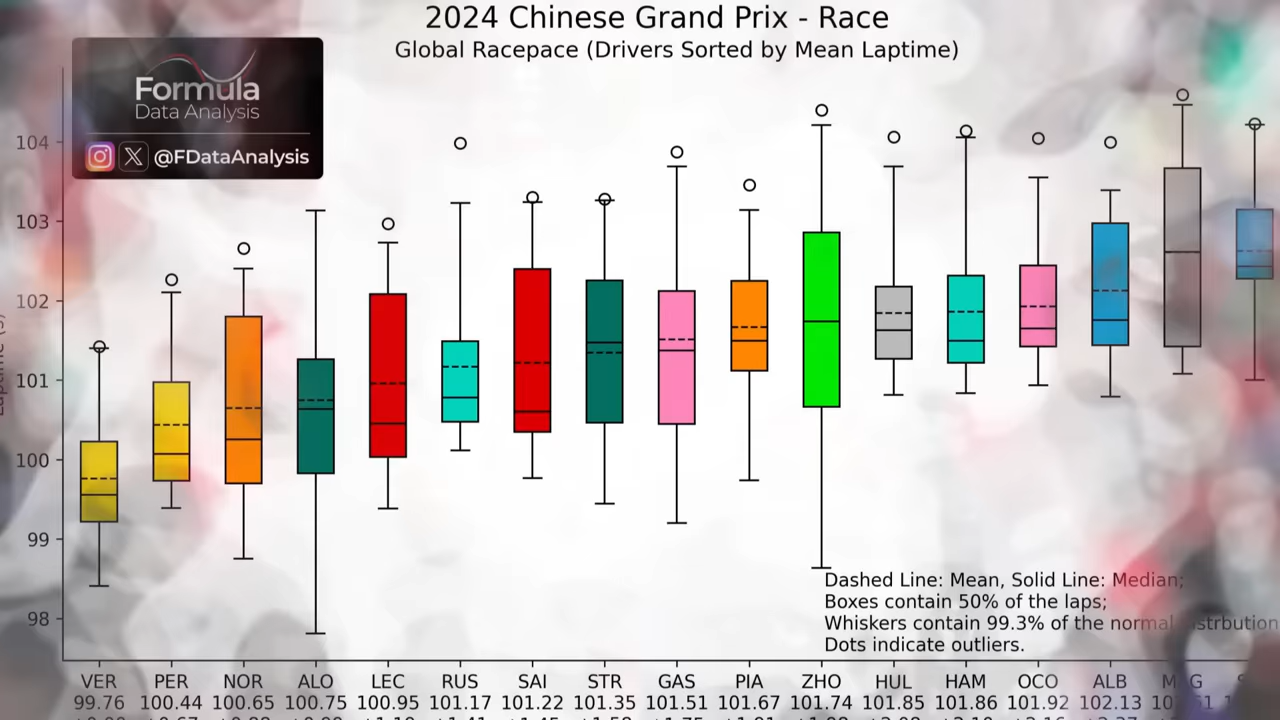 2024 Chinese Grand Prix - Race
Global Racepace (Drivers Sorted by Mean Laptime)
Formula
Data Analysis
@FDataAnalysis
104
103
102
101
100
99
98
Dashed Line: Mean, Solid Line: Median;
Boxes contain 50% of the laps;
Whiskers contain 99.3% of the normal
Dots indicate outliers.
VER PER NOR ALO LEC RUS SAI STR GAS PIA ZHO HUL HAM OCO ALB
99.76 100.44 100.65 100.75 100.95 101.17 101.22 101.35 101.51 101.67 101.74 101.85 101.86 101.92 102.13